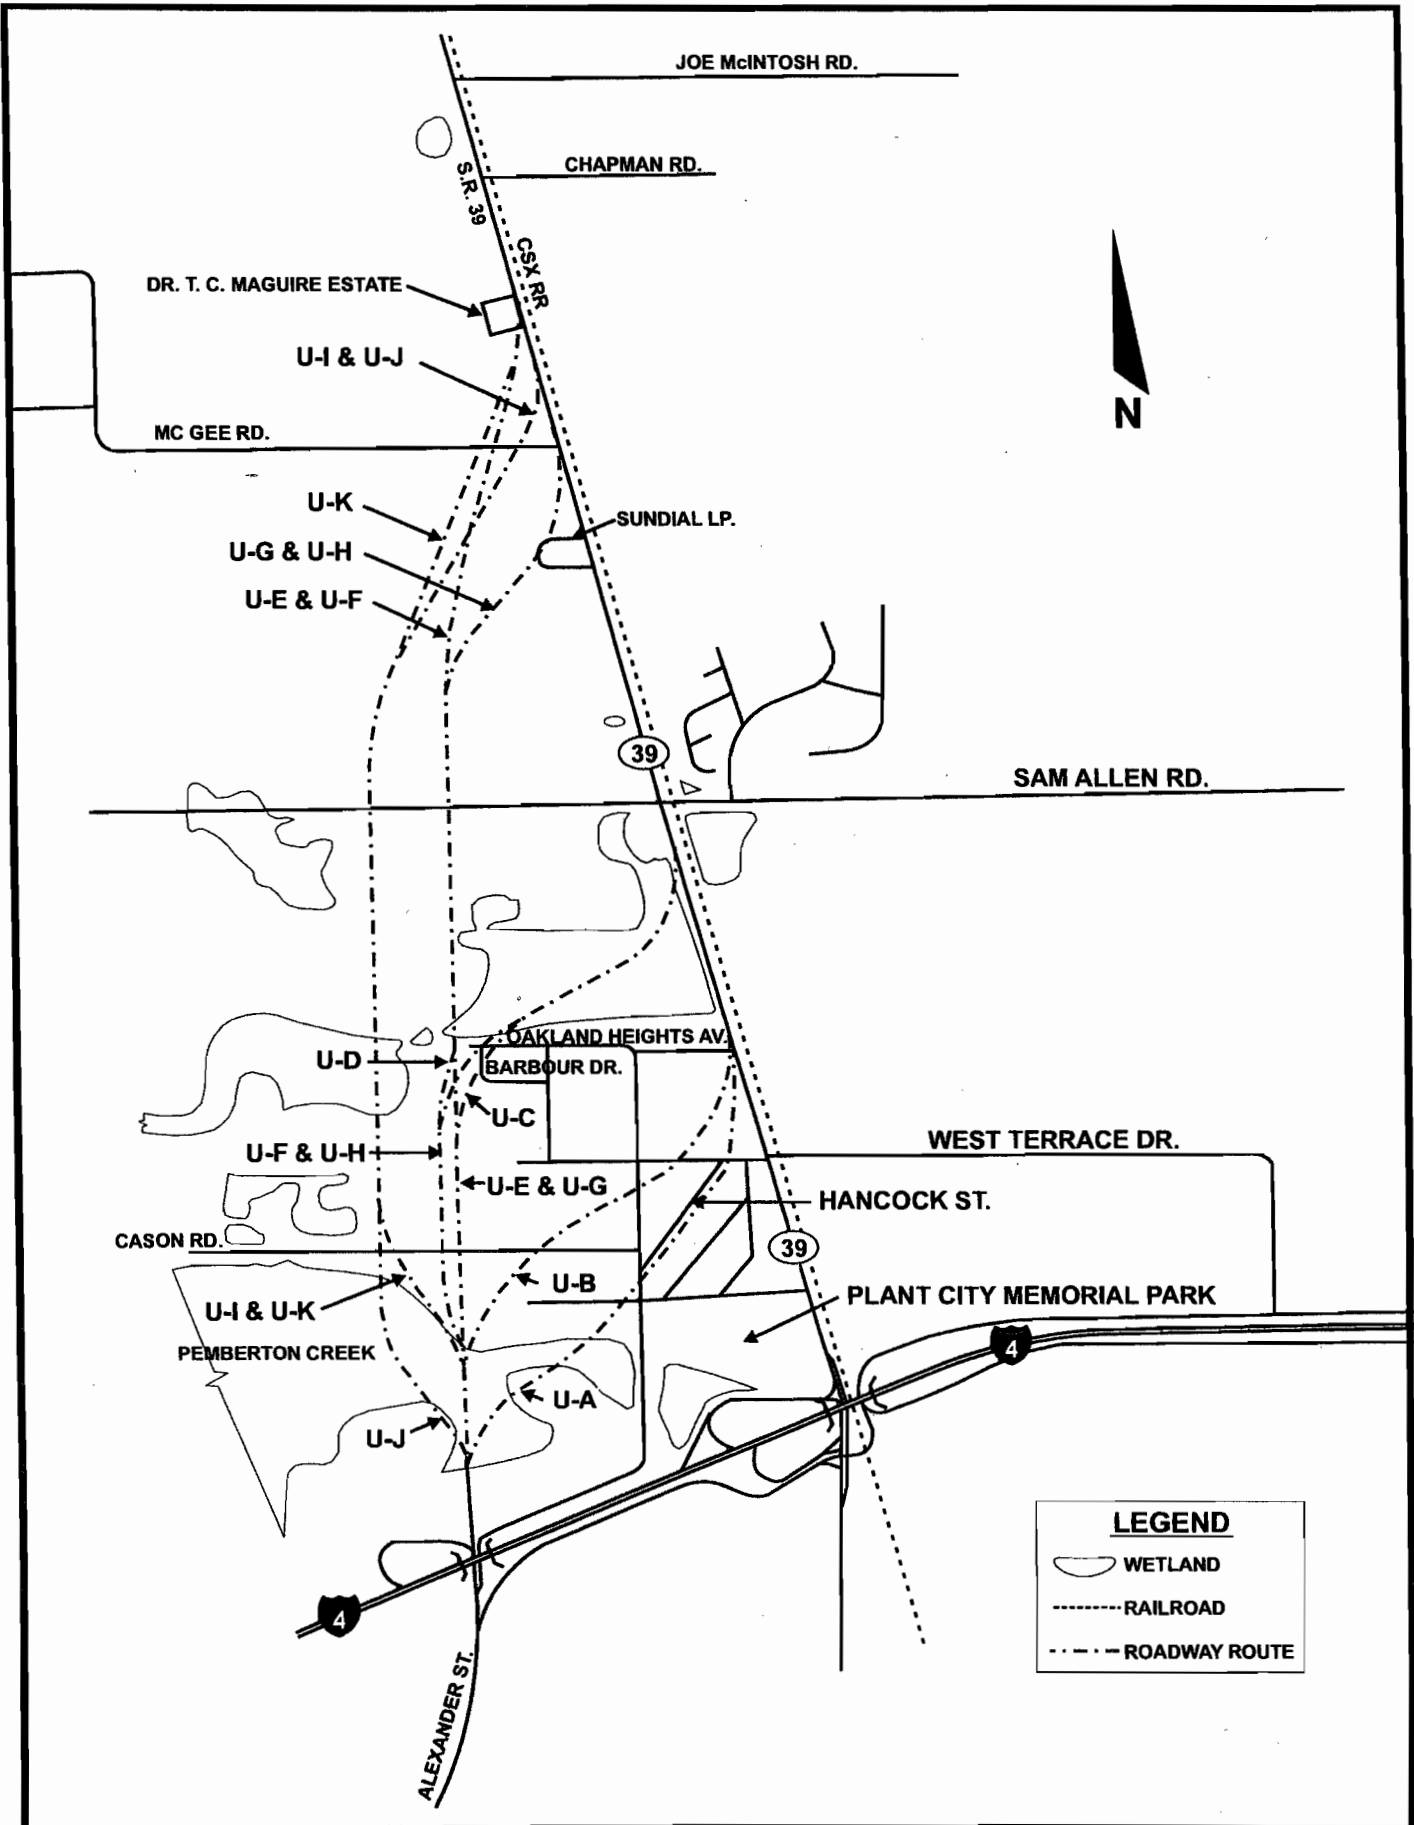 JOE McINTOSH RD.
CHAPMAN RD.
S.R. 39
CSX RR
DR. T. C. MAGUIRE ESTATE
U-I & U-J
N
MC GEE RD.
U-K
SUNDIAL LP.
U-G & U-H
U-E & U-F
39
SAM ALLEN RD.
OAKLAND HEIGHTS AV.
U-D
BARBOUR DR.
U-C
U-F & U-H
WEST TERRACE DR.
U-E & U-G
HANCOCK ST.
CASON RD.
39
U-B
U-I & U-K
PLANT CITY MEMORIAL PARK
PEMBERTON CREEK
4
U-A
U-J
LEGEND
WETLAND
RAILROAD
ROADWAY ROUTE
4
ALEXANDER ST.